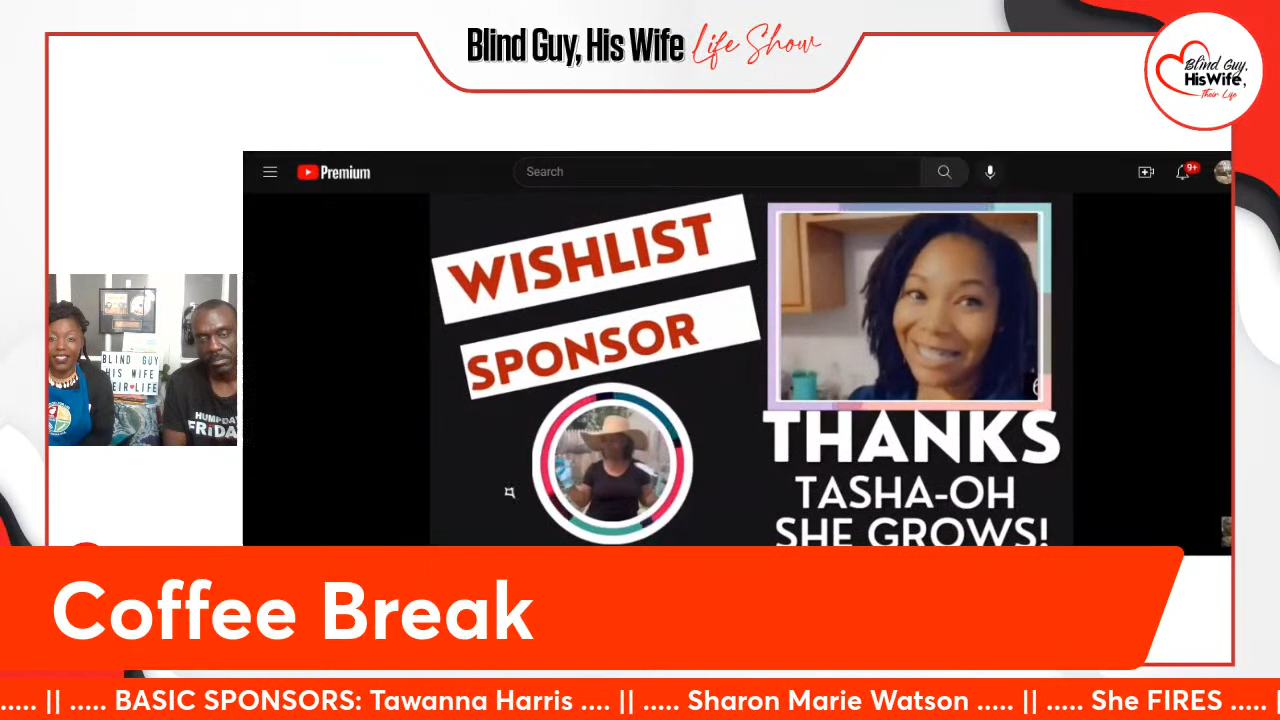 Blind Guy, His Wife Life Show
Blind Guy,
His Wife,
Their Life
Premium
Search
9+
WISHLIST
SPONSOR
THANKS
TASHA-OH
SHE GROWS!
BLIND GUY
HIS WIFE
EIR LIFE
HUMPDAY
FRIDA
Coffee Break
..... || ..... BASIC SPONSORS: Tawanna Harris .... || ..... Sharon Marie Watson ..... || ..... She FIRES .....